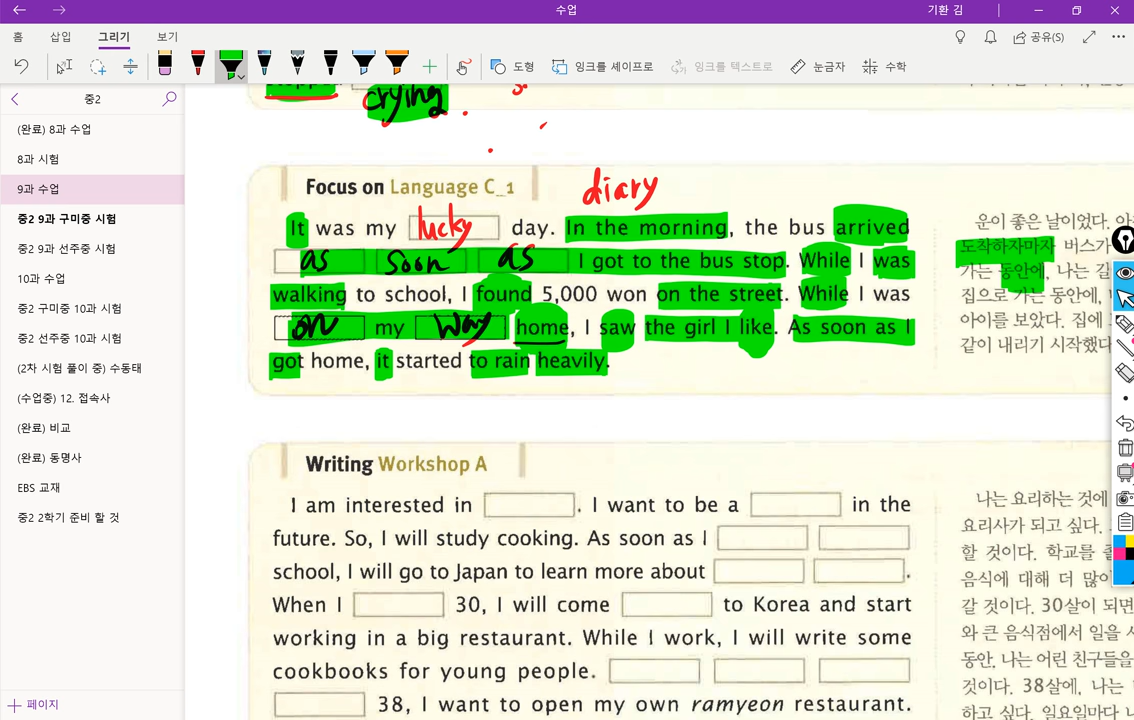 수업
기환 김
홈 삽입 그리기 보기
공유(S)
도형 잉크를 셰이프로 잉크를 텍스트로 눈금자 수학
중2
(완료) 8과 수업
8과 시험
9과 수업
중2 9과 구미중 시험
중2 9과 선주중 시험
10과 수업
중2 구미중 10과 시험
중2 선주중 10과 시험
(2차 시험 풀이 중) 수동태
(수업중) 12. 접속사
(완료) 비교
(완료) 동명사
EBS 교재
중2 2학기 준비 할 것
페이지
crying
Focus on Language C_1
diary
It was my lucky day. In the morning, the bus arrived
as soon as I got to the bus stop. While I was
walking to school, I found 5,000 won on the street. While I was
on my way home, I saw the girl I like. As soon as I
got home, it started to rain heavily.
운이 좋은 날이었다.
도착하자마자 버스가
가는 동안에, 나는
집으로 가는 동안에,
아이를 보았다. 집에
같이 내리기 시작했다
Writing Workshop A
I am interested in . I want to be a in the
future. So, I will study cooking. As soon as I
school, I will go to Japan to learn more about .
When I 30, I will come to Korea and start
working in a big restaurant. While I work, I will write some
cookbooks for young people.
38, I want to open my own ramyeon restaurant.
나는 요리하는 것에
요리사가 되고 싶다.
할 것이다. 학교를
음식에 대해 더
갈 것이다. 30살이 되면
와 큰 음식점에서 일을
동안, 나는 어린 친구들을
것이다. 38살에, 나는
하고 싶다. 일요일마다